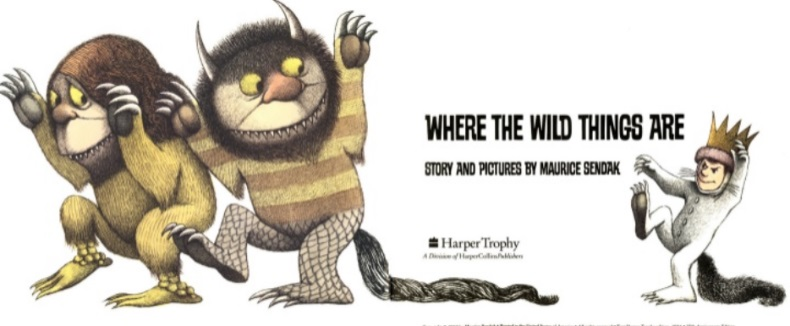 WHERE THE WILD THINGS ARE
STORY AND PICTURES BY MAURICE SENDAK
HarperTrophy
A Division of HarperCollinsPublishers